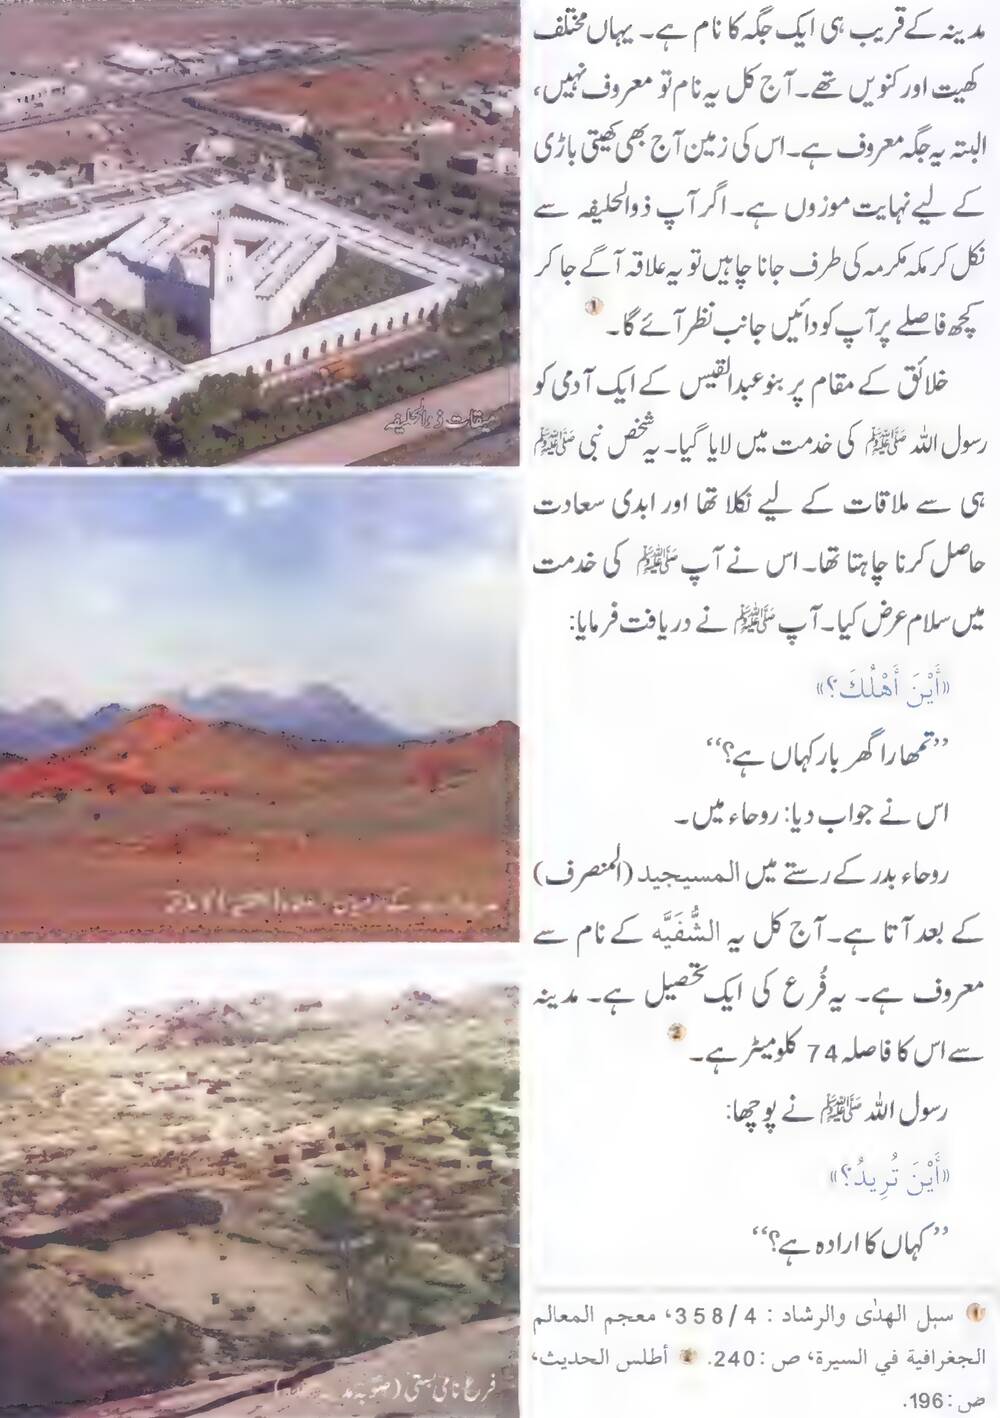 مدینہ کے قریب ہی ایک جگہ کا نام ہے۔ یہاں مختلف
کھیت اور کنویں تھے۔ آج کل یہ نام تو معروف نہیں،
البتہ یہ جگہ معروف ہے۔ اس کی زمین آج بھی کھیتی باڑی
کے لیے نہایت موزوں ہے۔ اگر آپ ذوالحلیفہ سے
نکل کر مکہ مکرمہ کی طرف جانا چاہیں تو یہ علاقہ آگے جا کر
کچھ فاصلے پر آپ کو دائیں جانب نظر آئے گا۔ 1
خلائق کے مقام پر بنو عبدالقیس کے ایک آدمی کو
رسول اللہ ﷺ کی خدمت میں لایا گیا۔ یہ شخص نبی ﷺ
ہی سے ملاقات کے لیے نکلا تھا اور ابدی سعادت
حاصل کرنا چاہتا تھا۔ اس نے آپ ﷺ کی خدمت
میں سلام عرض کیا۔ آپ ﷺ نے دریافت فرمایا:
«أَيْنَ أَهْلُكَ؟»
”تمھارا گھر بار کہاں ہے؟“
اس نے جواب دیا: روحاء میں۔
روحاء بدر کے رستے میں المسیجید (المنصرف)
کے بعد آتا ہے۔ آج کل یہ الشُّفَیَّہ کے نام سے
معروف ہے۔ یہ فُرع کی ایک تحصیل ہے۔ مدینہ
سے اس کا فاصلہ 74 کلومیٹر ہے۔ 2
رسول اللہ ﷺ نے پوچھا:
«أَيْنَ تُرِيدُ؟»
”کہاں کا ارادہ ہے؟“
1 سبل الهدٰی والرشاد : 358/4، معجم المعالم
الجغرافية في السيرة، ص :240. 2 أطلس الحديث،
ص :196.
میقات ذوالحلیفہ
فرع نامی بستی (صوبہ